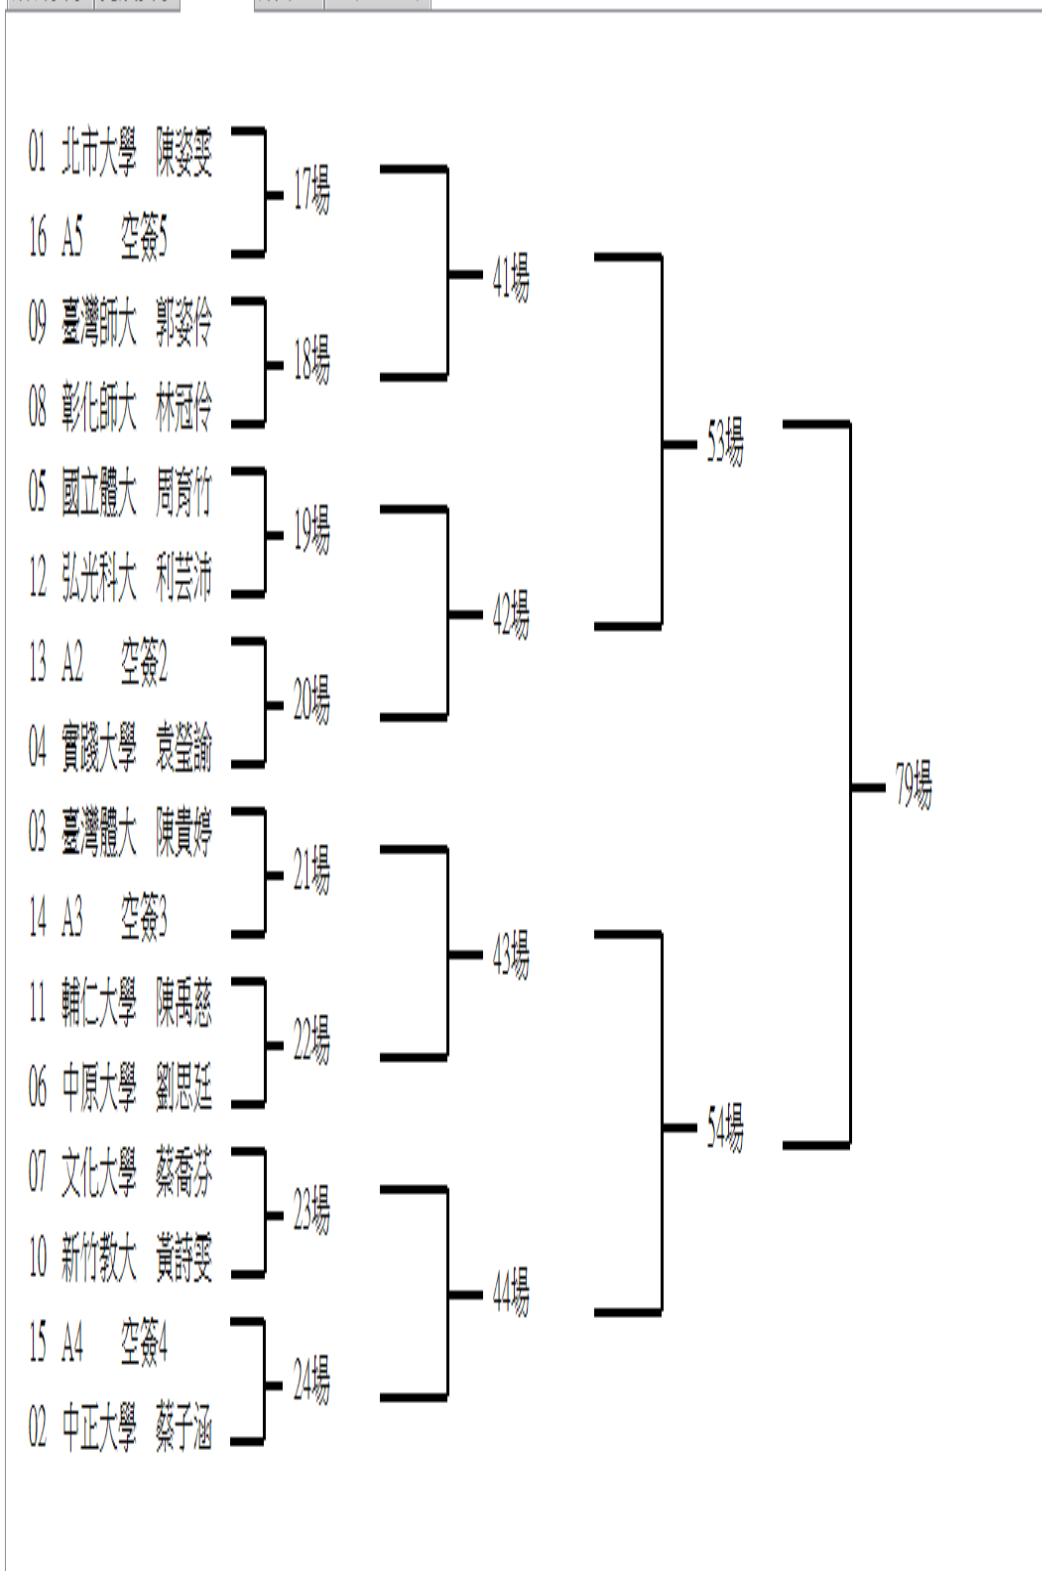 01 北市大學 陳姿雯
16 A5 空簽5
17場
09 臺灣師大 郭姿伶
08 彰化師大 林冠伶
18場
41場
05 國立體大 周育竹
12 弘光科大 利芸沛
19場
13 A2 空簽2
04 實踐大學 袁瑩諭
20場
42場
53場
03 臺灣體大 陳貴婷
14 A3 空簽3
21場
11 輔仁大學 陳禹慈
06 中原大學 劉思廷
22場
43場
07 文化大學 蔡喬芬
10 新竹教大 黃詩雯
23場
15 A4 空簽4
02 中正大學 蔡子涵
24場
44場
54場
79場